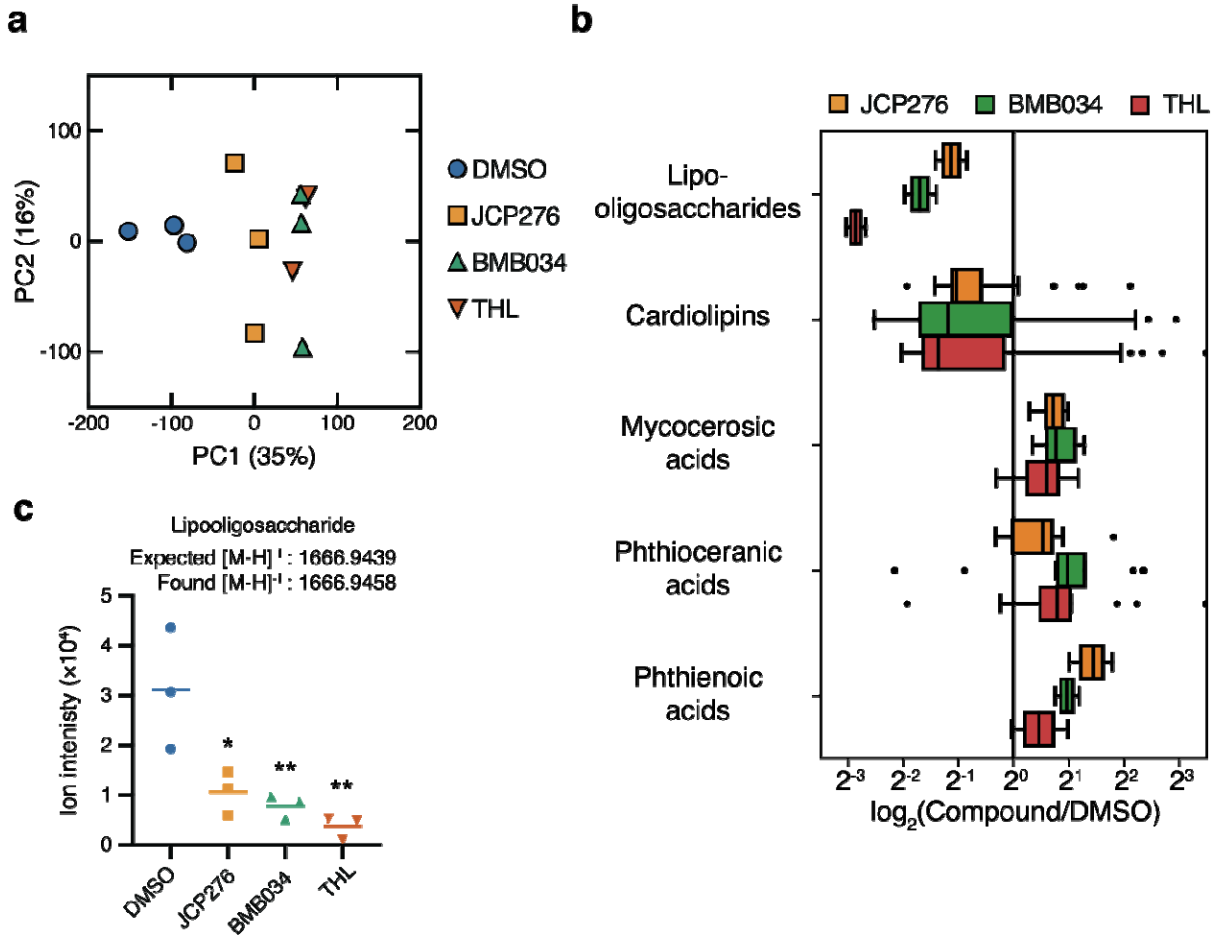 a
100
0
-100
-200
-100
0
100
200
PC2 (16%)
PC1 (35%)
DMSO
JCP276
BMB034
THL
b
JCP276
BMB034
THL
Lipo-
oligosaccharides
Cardiolipins
Mycocerosic
acids
Phthioceranic
acids
Phthienoic
acids
2⁻³
2⁻²
2⁻¹
2⁰
2¹
2²
2³
log₂(Compound/DMSO)
c
Lipooligosaccharide
Expected [M-H]⁻¹ : 1666.9439
Found [M-H]⁻¹ : 1666.9458
5
4
3
2
1
0
Ion intenisty (×10⁴)
*
**
**
DMSO
JCP276
BMB034
THL